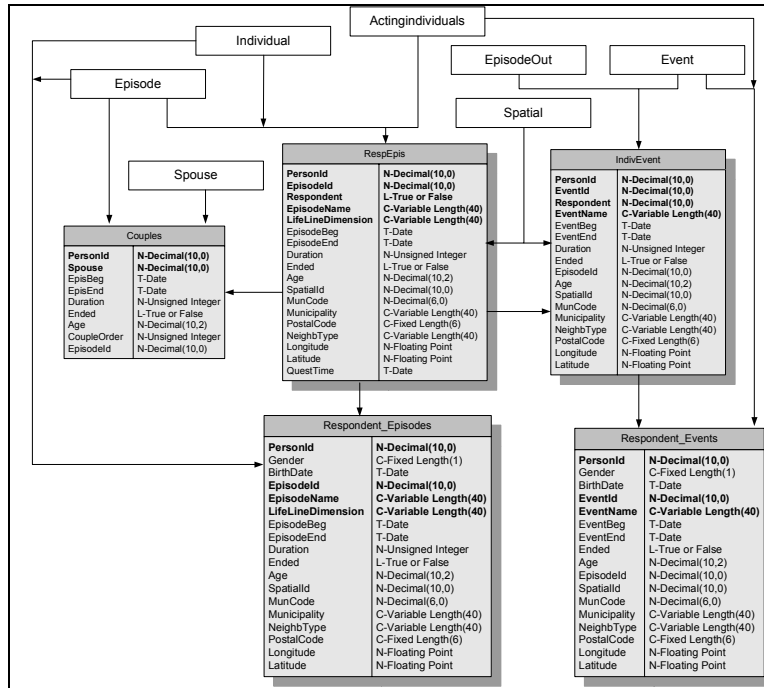 Actingindividuals
Individual
EpisodeOut
Event
Episode
Spatial
Spouse
RespEpis
PersonId N-Decimal(10,0)
EpisodeId N-Decimal(10,0)
Respondent L-True or False
EpisodeName C-Variable Length(40)
LifeLineDimension C-Variable Length(40)
EpisodeBeg T-Date
EpisodeEnd T-Date
Duration N-Unsigned Integer
Ended L-True or False
Age N-Decimal(10,2)
SpatialId N-Decimal(10,0)
MunCode N-Decimal(6,0)
Municipality C-Variable Length(40)
PostalCode C-Fixed Length(6)
NeighbType C-Variable Length(40)
Longitude N-Floating Point
Latitude N-Floating Point
QuestTime T-Date
IndivEvent
PersonId N-Decimal(10,0)
EventId N-Decimal(10,0)
Respondent N-Decimal(10,0)
EventName C-Variable Length(40)
EventBeg T-Date
EventEnd T-Date
Duration N-Unsigned Integer
Ended L-True or False
EpisodeId N-Decimal(10,0)
Age N-Decimal(10,2)
SpatialId N-Decimal(10,0)
MunCode N-Decimal(6,0)
Municipality C-Variable Length(40)
NeighbType C-Variable Length(40)
PostalCode C-Fixed Length(6)
Longitude N-Floating Point
Latitude N-Floating Point
Couples
PersonId N-Decimal(10,0)
Spouse N-Decimal(10,0)
EpisBeg T-Date
EpisEnd T-Date
Duration N-Unsigned Integer
Ended L-True or False
Age N-Decimal(10,2)
CoupleOrder N-Unsigned Integer
EpisodeId N-Decimal(10,0)
Respondent_Episodes
PersonId N-Decimal(10,0)
Gender C-Fixed Length(1)
BirthDate T-Date
EpisodeId N-Decimal(10,0)
EpisodeName C-Variable Length(40)
LifeLineDimension C-Variable Length(40)
EpisodeBeg T-Date
EpisodeEnd T-Date
Duration N-Unsigned Integer
Ended L-True or False
Age N-Decimal(10,2)
SpatialId N-Decimal(10,0)
MunCode N-Decimal(6,0)
Municipality C-Variable Length(40)
NeighbType C-Variable Length(40)
PostalCode C-Fixed Length(6)
Longitude N-Floating Point
Latitude N-Floating Point
Respondent_Events
PersonId N-Decimal(10,0)
Gender C-Fixed Length(1)
BirthDate T-Date
EventId N-Decimal(10,0)
EventName C-Variable Length(40)
EventBeg T-Date
EventEnd T-Date
Ended L-True or False
Age N-Decimal(10,2)
EpisodeId N-Decimal(10,0)
SpatialId N-Decimal(10,0)
MunCode N-Decimal(6,0)
Municipality C-Variable Length(40)
NeighbType C-Variable Length(40)
PostalCode C-Fixed Length(6)
Longitude N-Floating Point
Latitude N-Floating Point